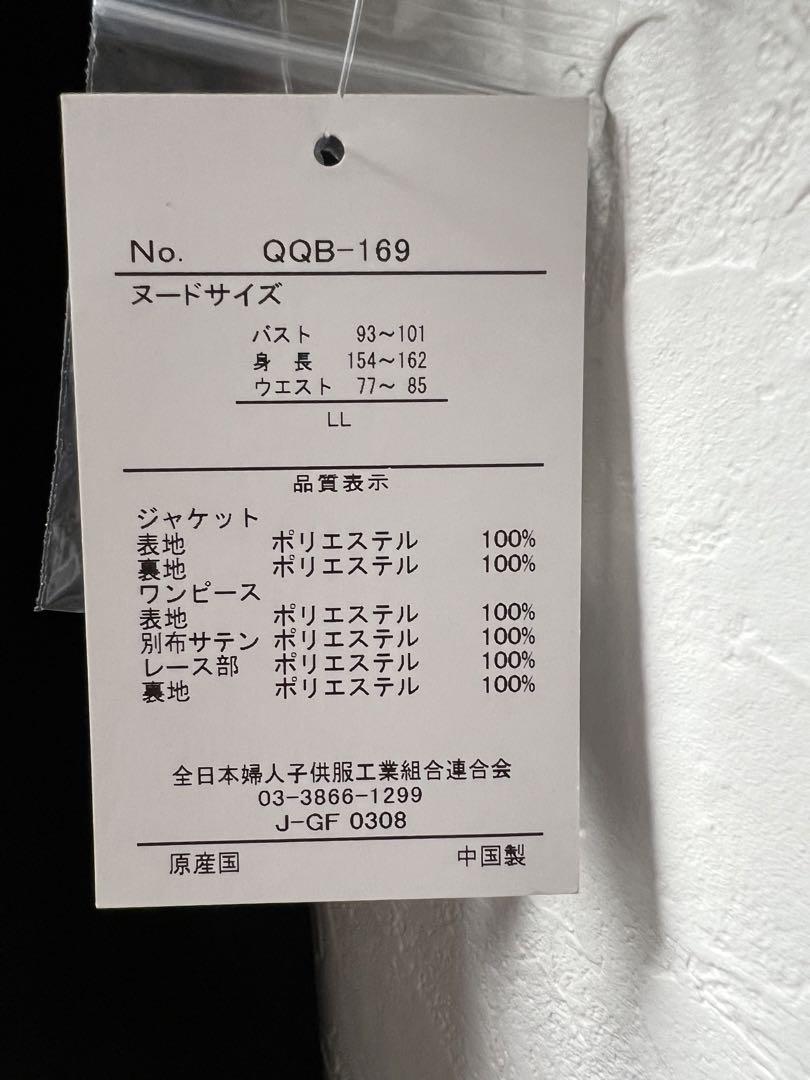 No. QQB-169
ヌードサイズ
バスト 93～101
身長 154～162
ウエスト 77～ 85
LL
品質表示
ジャケット
表地 ポリエステル 100%
裏地 ポリエステル 100%
ワンピース
表地 ポリエステル 100%
別布サテン ポリエステル 100%
レース部 ポリエステル 100%
裏地 ポリエステル 100%
全日本婦人子供服工業組合連合会
03-3866-1299
J-GF 0308
原産国 中国製